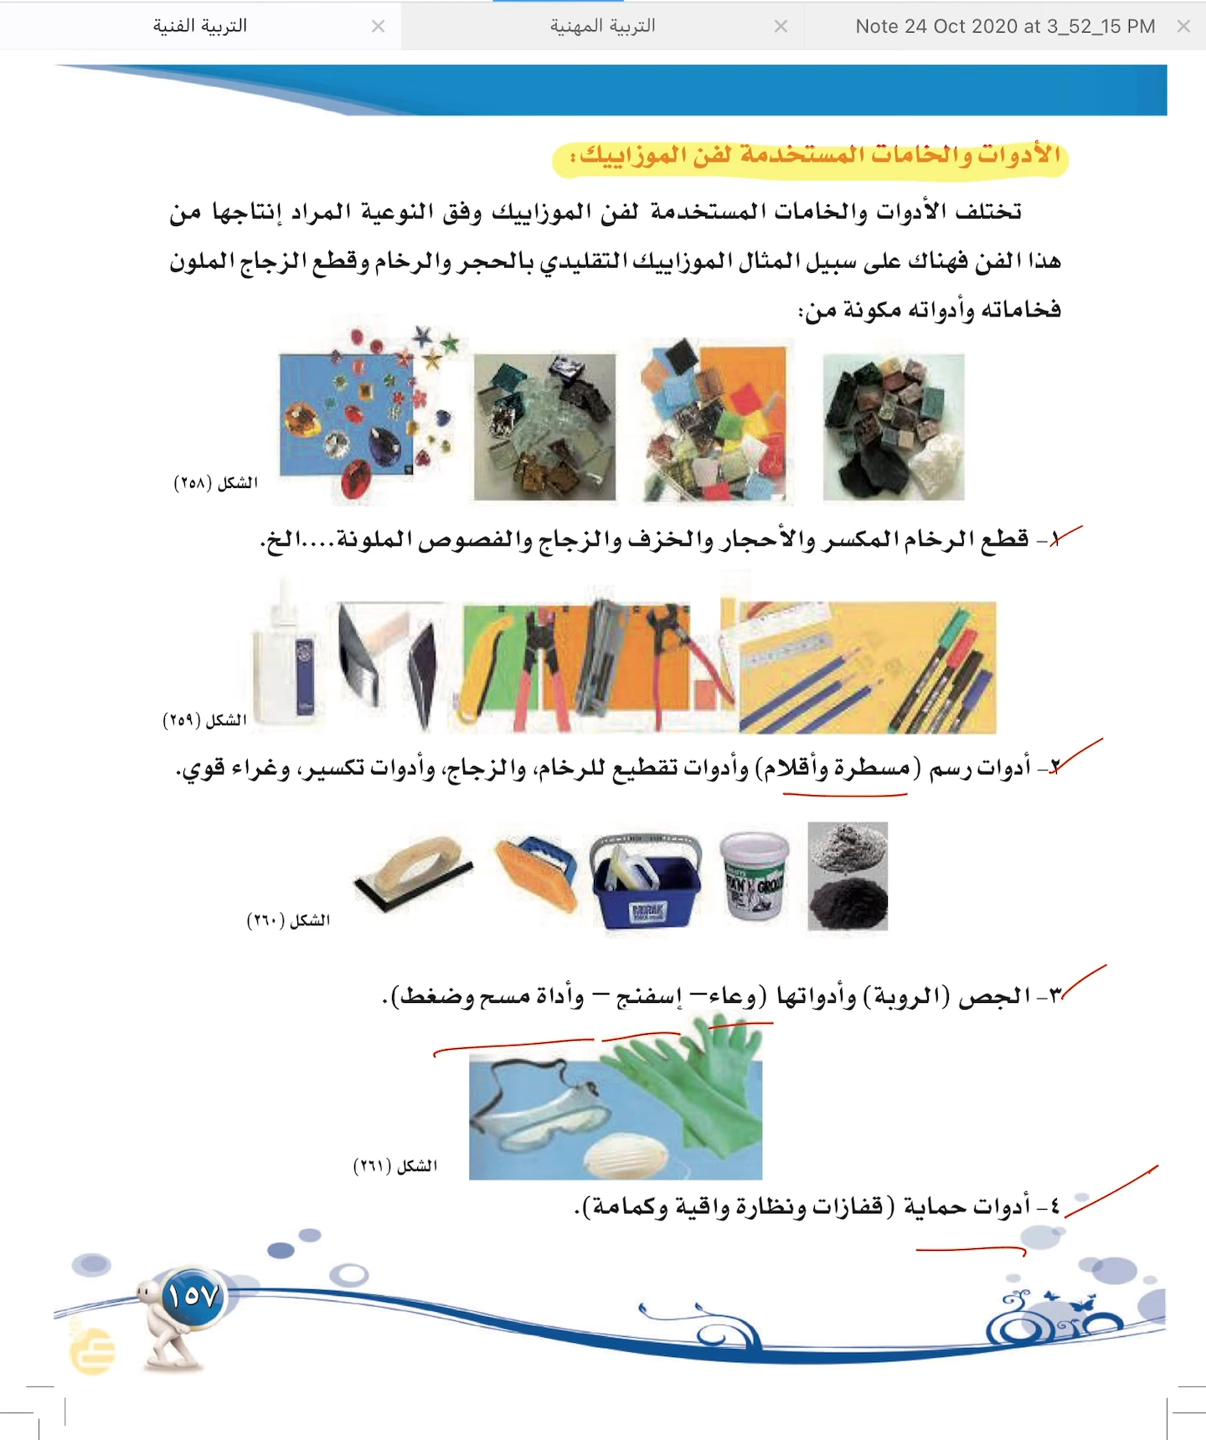 التربية الفنية
التربية المهنية
Note 24 Oct 2020 at 3_52_15 PM
الأدوات والخامات المستخدمة لفن الموزاييك:
تختلف الأدوات والخامات المستخدمة لفن الموزاييك وفق النوعية المراد إنتاجها من
هذا الفن فهناك على سبيل المثال الموزاييك التقليدي بالحجر والرخام وقطع الزجاج الملون
فخاماته وأدواته مكونة من:
الشكل (٢٥٨)
١- قطع الرخام المكسر والأحجار والخزف والزجاج والفصوص الملونة....الخ.
الشكل (٢٥٩)
٢- أدوات رسم (مسطرة وأقلام) وأدوات تقطيع للرخام، والزجاج، وأدوات تكسير، وغراء قوي.
الشكل (٢٦٠)
٣- الجص (الروبة) وأدواتها (وعاء- إسفنج - وأداة مسح وضغط).
الشكل (٢٦١)
٤- أدوات حماية (قفازات ونظارة واقية وكمامة).
١٥٧